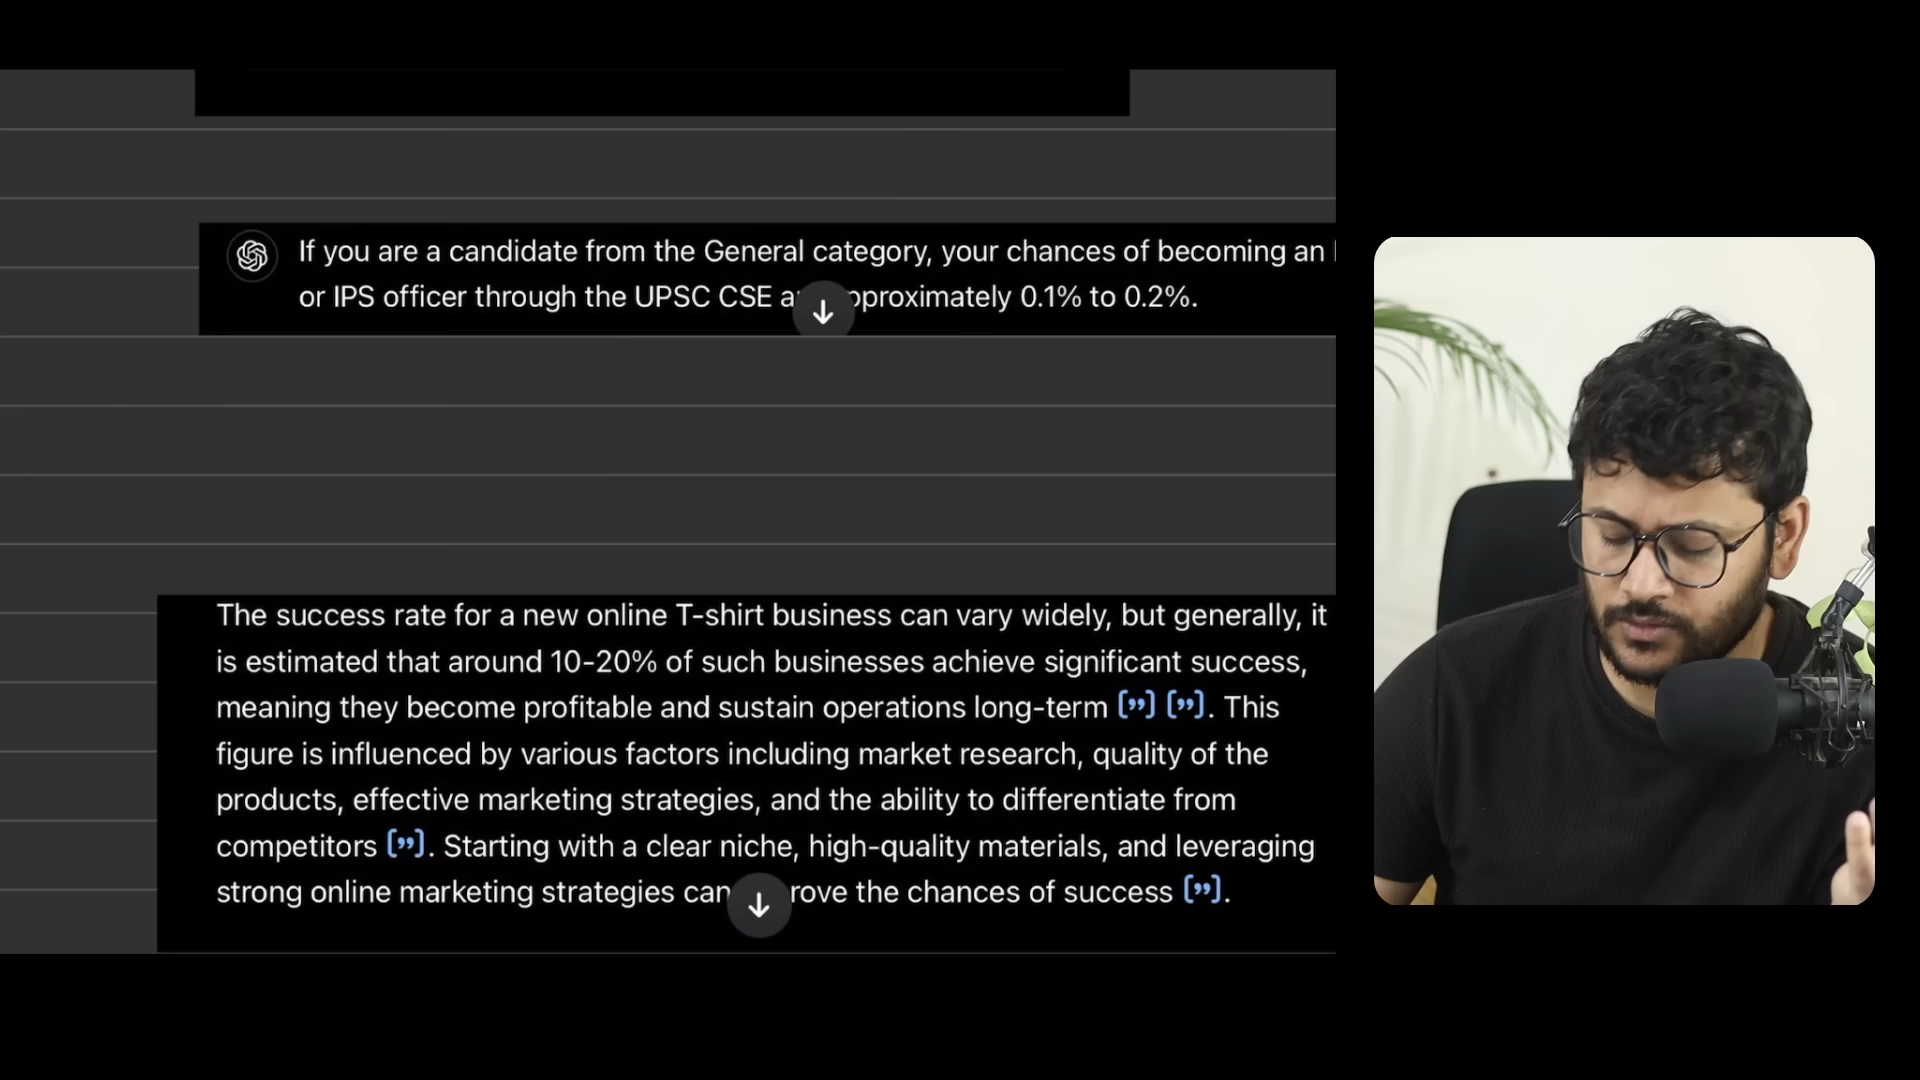 If you are a candidate from the General category, your chances of becoming an
or IPS officer through the UPSC CSE a pproximately 0.1% to 0.2%.
The success rate for a new online T-shirt business can vary widely, but generally, it
is estimated that around 10-20% of such businesses achieve significant success,
meaning they become profitable and sustain operations long-term [”] [”]. This
figure is influenced by various factors including market research, quality of the
products, effective marketing strategies, and the ability to differentiate from
competitors [”]. Starting with a clear niche, high-quality materials, and leveraging
strong online marketing strategies can rove the chances of success [”].